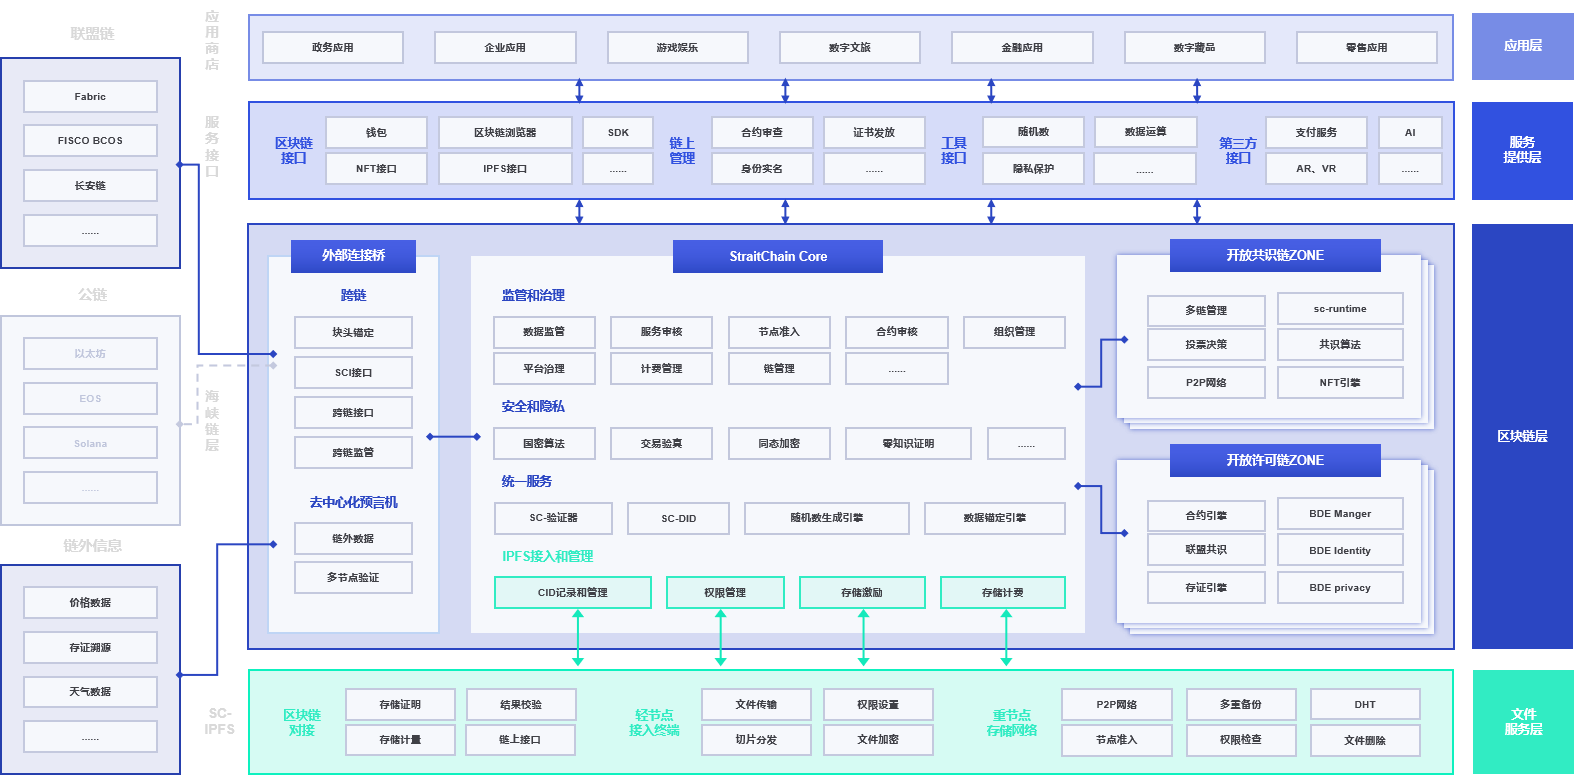 联盟链
Fabric
FISCO BCOS
长安链
......
公链
以太坊
EOS
Solana
......
链外信息
价格数据
存证溯源
天气数据
......
应用商店
服务接口
海峡链层
SC-
IPFS
政务应用
企业应用
游戏娱乐
数字文旅
金融应用
数字藏品
零售应用
应用层
区块链
接口
钱包
区块链浏览器
SDK
NFT接口
IPFS接口
......
链上
管理
合约审查
证书发放
身份实名
......
工具
接口
随机数
数据运算
隐私保护
......
第三方
接口
支付服务
AI
AR、VR
......
服务
提供层
外部连接桥
跨链
块头锚定
SCI接口
跨链接口
跨链监管
去中心化预言机
链外数据
多节点验证
StraitChain Core
监管和治理
数据监管
服务审核
节点准入
合约审核
组织管理
平台治理
计费管理
链管理
......
安全和隐私
国密算法
交易验真
同态加密
零知识证明
......
统一服务
SC-验证器
SC-DID
随机数生成引擎
数据锚定引擎
IPFS接入和管理
CID记录和管理
权限管理
存储激励
存储计费
开放共识链ZONE
多链管理
sc-runtime
投票决策
共识算法
P2P网络
NFT引擎
开放许可链ZONE
合约引擎
BDE Manger
联盟共识
BDE Identity
存证引擎
BDE privacy
区块链层
区块链
对接
存储证明
结果校验
存储计量
链上接口
轻节点
接入终端
文件传输
权限设置
切片分发
文件加密
重节点
存储网络
P2P网络
多重备份
DHT
节点准入
权限检查
文件删除
文件
服务层